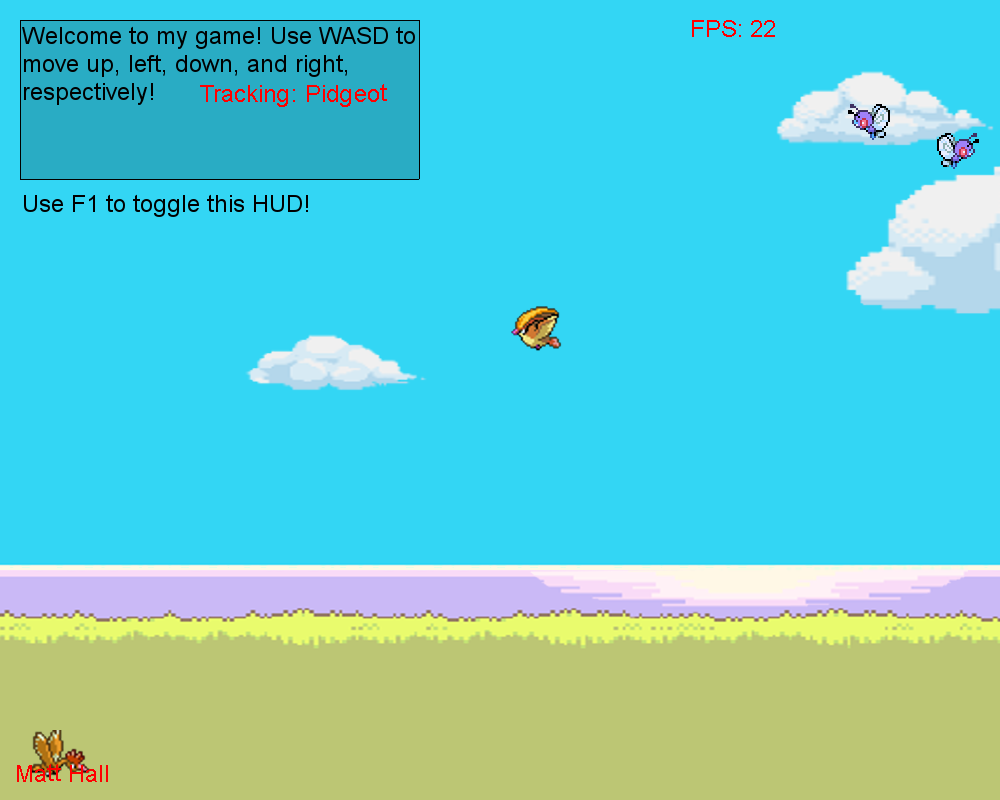 Welcome to my game! Use WASD to
move up, left, down, and right,
respectively!
Tracking: Pidgeot
FPS: 22
Use F1 to toggle this HUD!
Matt Hall